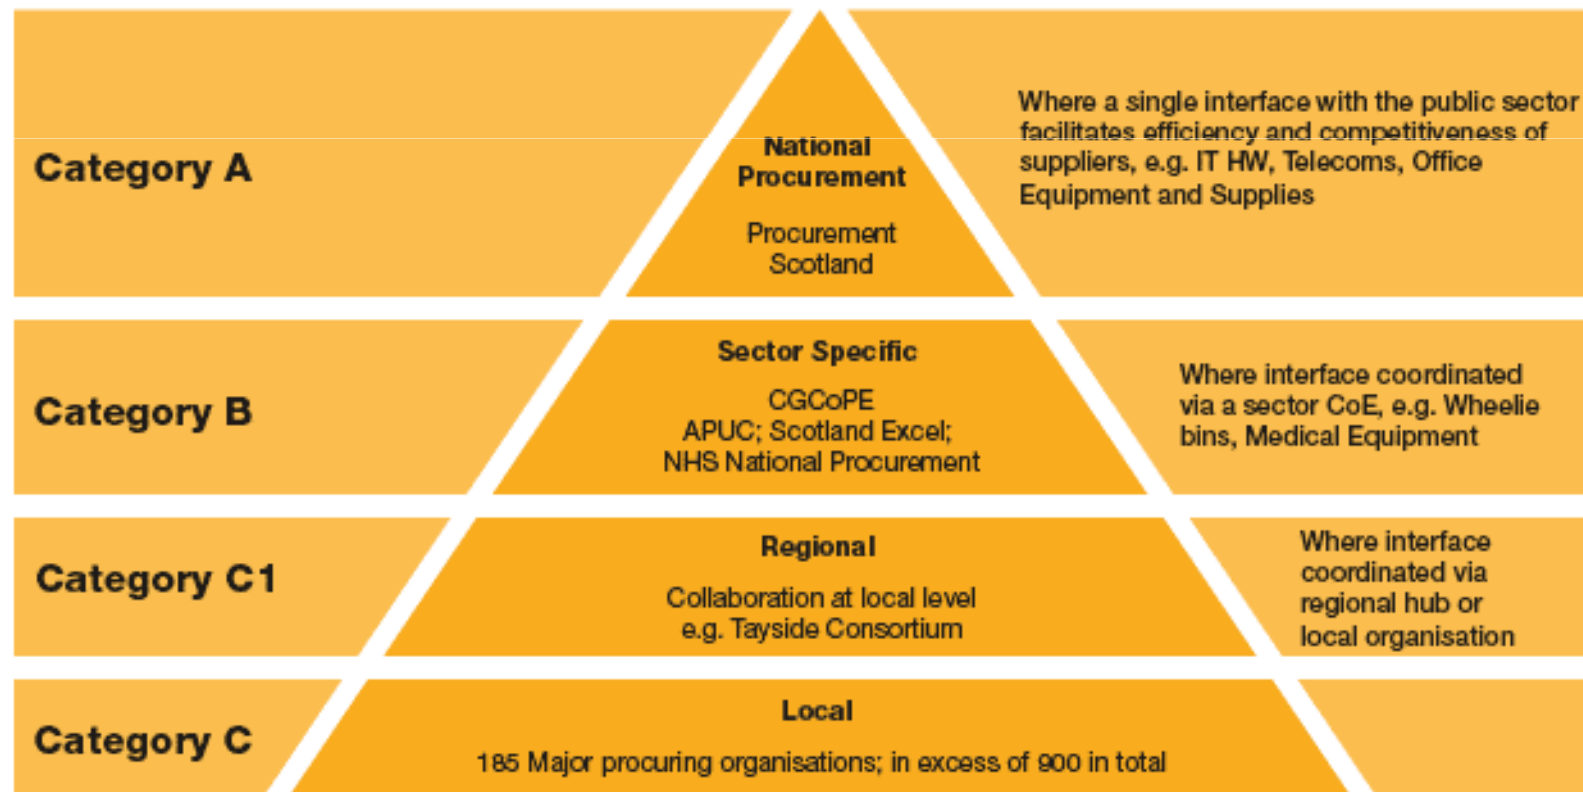 Category A
National
Procurement
Procurement
Scotland
Where a single interface with the public sector
facilitates efficiency and competitiveness of
suppliers, e.g. IT HW, Telecoms, Office
Equipment and Supplies
Category B
Sector Specific
CGCoPE
APUC; Scotland Excel;
NHS National Procurement
Where interface coordinated
via a sector CoE, e.g. Wheelie
bins, Medical Equipment
Category C1
Regional
Collaboration at local level
e.g. Tayside Consortium
Where interface
coordinated via
regional hub or
local organisation
Category C
Local
185 Major procuring organisations; in excess of 900 in total